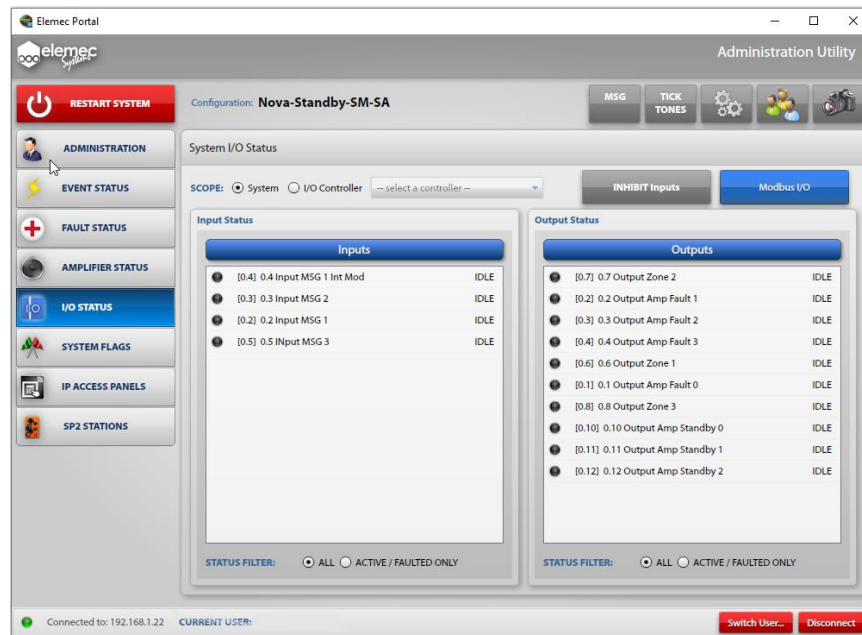 Elemec Portal
elemec
Systems
Administration Utility
RESTART SYSTEM
Configuration: Nova-Standby-SM-SA
MSG
TICK
TONES
ADMINISTRATION
EVENT STATUS
FAULT STATUS
AMPLIFIER STATUS
I/O STATUS
SYSTEM FLAGS
IP ACCESS PANELS
SP2 STATIONS
System I/O Status
SCOPE: System I/O Controller -- select a controller --
INHIBIT Inputs
Modbus I/O
Input Status
Inputs
[0.4] 0.4 Input MSG 1 Int Mod IDLE
[0.3] 0.3 Input MSG 2 IDLE
[0.2] 0.2 Input MSG 1 IDLE
[0.5] 0.5 INput MSG 3 IDLE
STATUS FILTER: ALL ACTIVE / FAULTED ONLY
Output Status
Outputs
[0.7] 0.7 Output Zone 2 IDLE
[0.2] 0.2 Output Amp Fault 1 IDLE
[0.3] 0.3 Output Amp Fault 2 IDLE
[0.4] 0.4 Output Amp Fault 3 IDLE
[0.6] 0.6 Output Zone 1 IDLE
[0.1] 0.1 Output Amp Fault 0 IDLE
[0.8] 0.8 Output Zone 3 IDLE
[0.10] 0.10 Output Amp Standby 0 IDLE
[0.11] 0.11 Output Amp Standby 1 IDLE
[0.12] 0.12 Output Amp Standby 2 IDLE
STATUS FILTER: ALL ACTIVE / FAULTED ONLY
Connected to: 192.168.1.22 CURRENT USER:
Switch User...
Disconnect